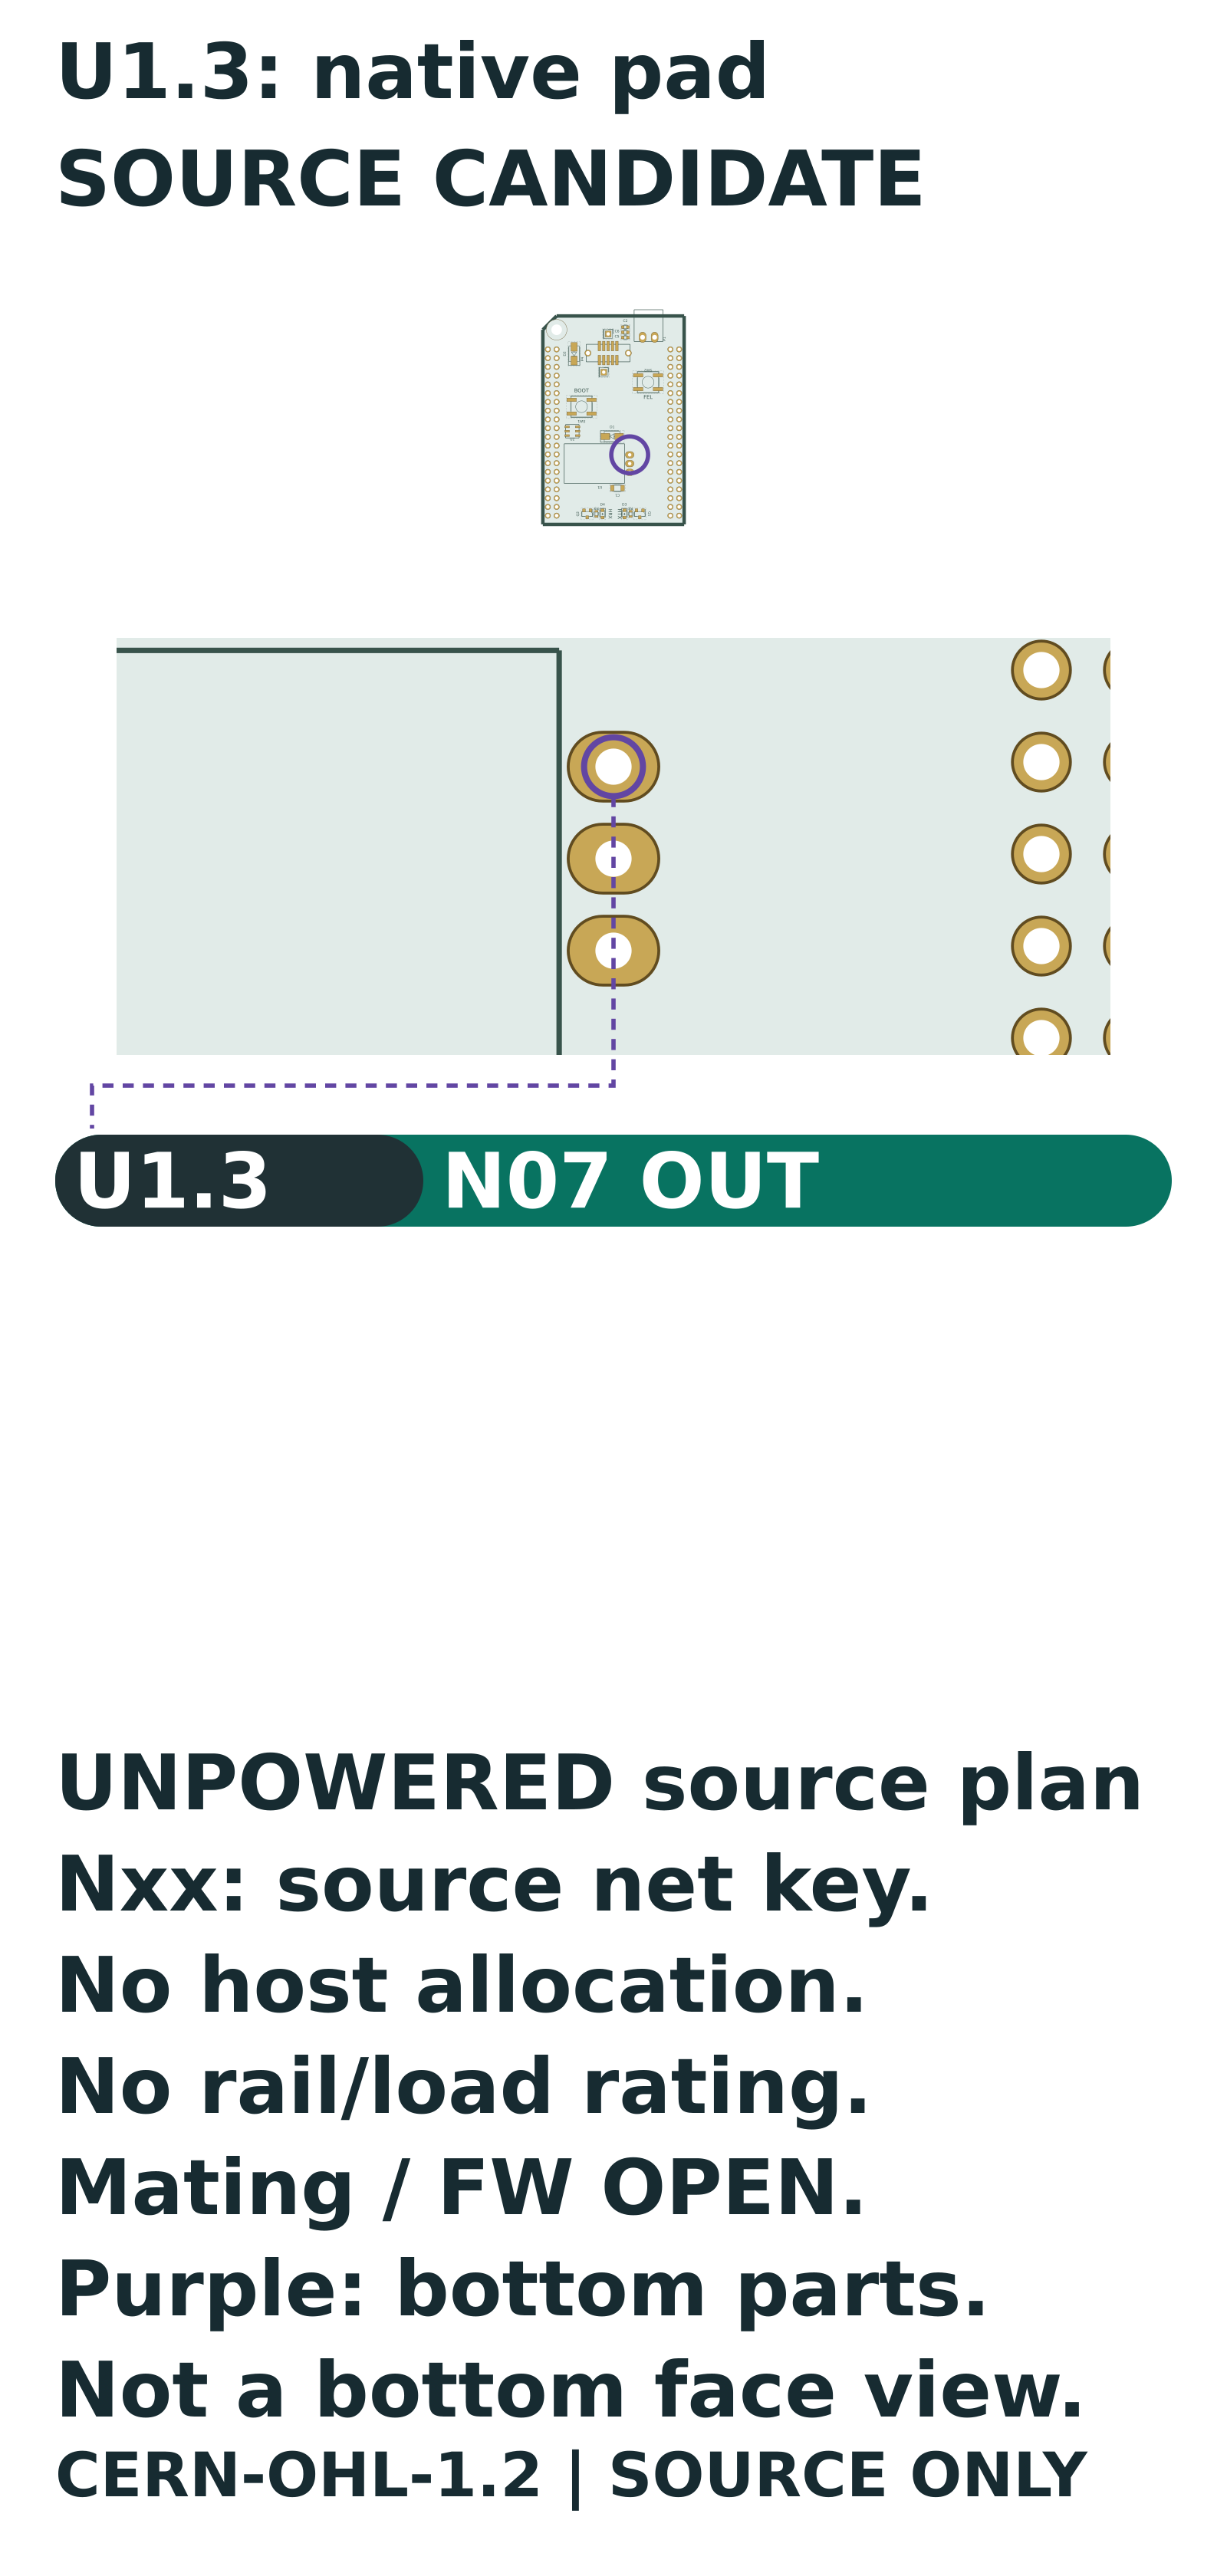 U1.3: native pad
SOURCE CANDIDATE
BOOT
FEL
U1.3 N07 OUT
UNPOWERED source plan
Nxx: source net key.
No host allocation.
No rail/load rating.
Mating / FW OPEN.
Purple: bottom parts.
Not a bottom face view.
CERN-OHL-1.2 | SOURCE ONLY